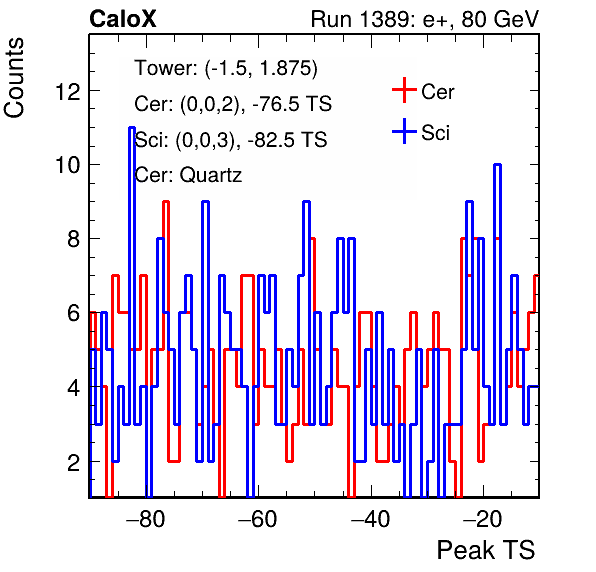 CaloX Run 1389: e+, 80 GeV
Counts
Tower: (-1.5, 1.875)
Cer: (0,0,2), -76.5 TS
Sci: (0,0,3), -82.5 TS
Cer: Quartz
Cer
Sci
12
10
8
6
4
2
−80 −60 −40 −20
Peak TS